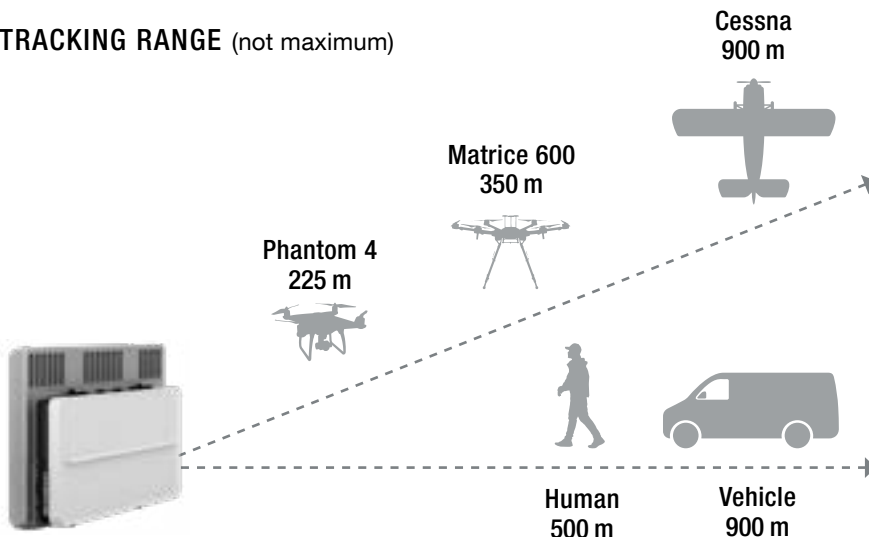 TRACKING RANGE (not maximum)
Cessna
900 m
Matrice 600
350 m
Phantom 4
225 m
Human
500 m
Vehicle
900 m